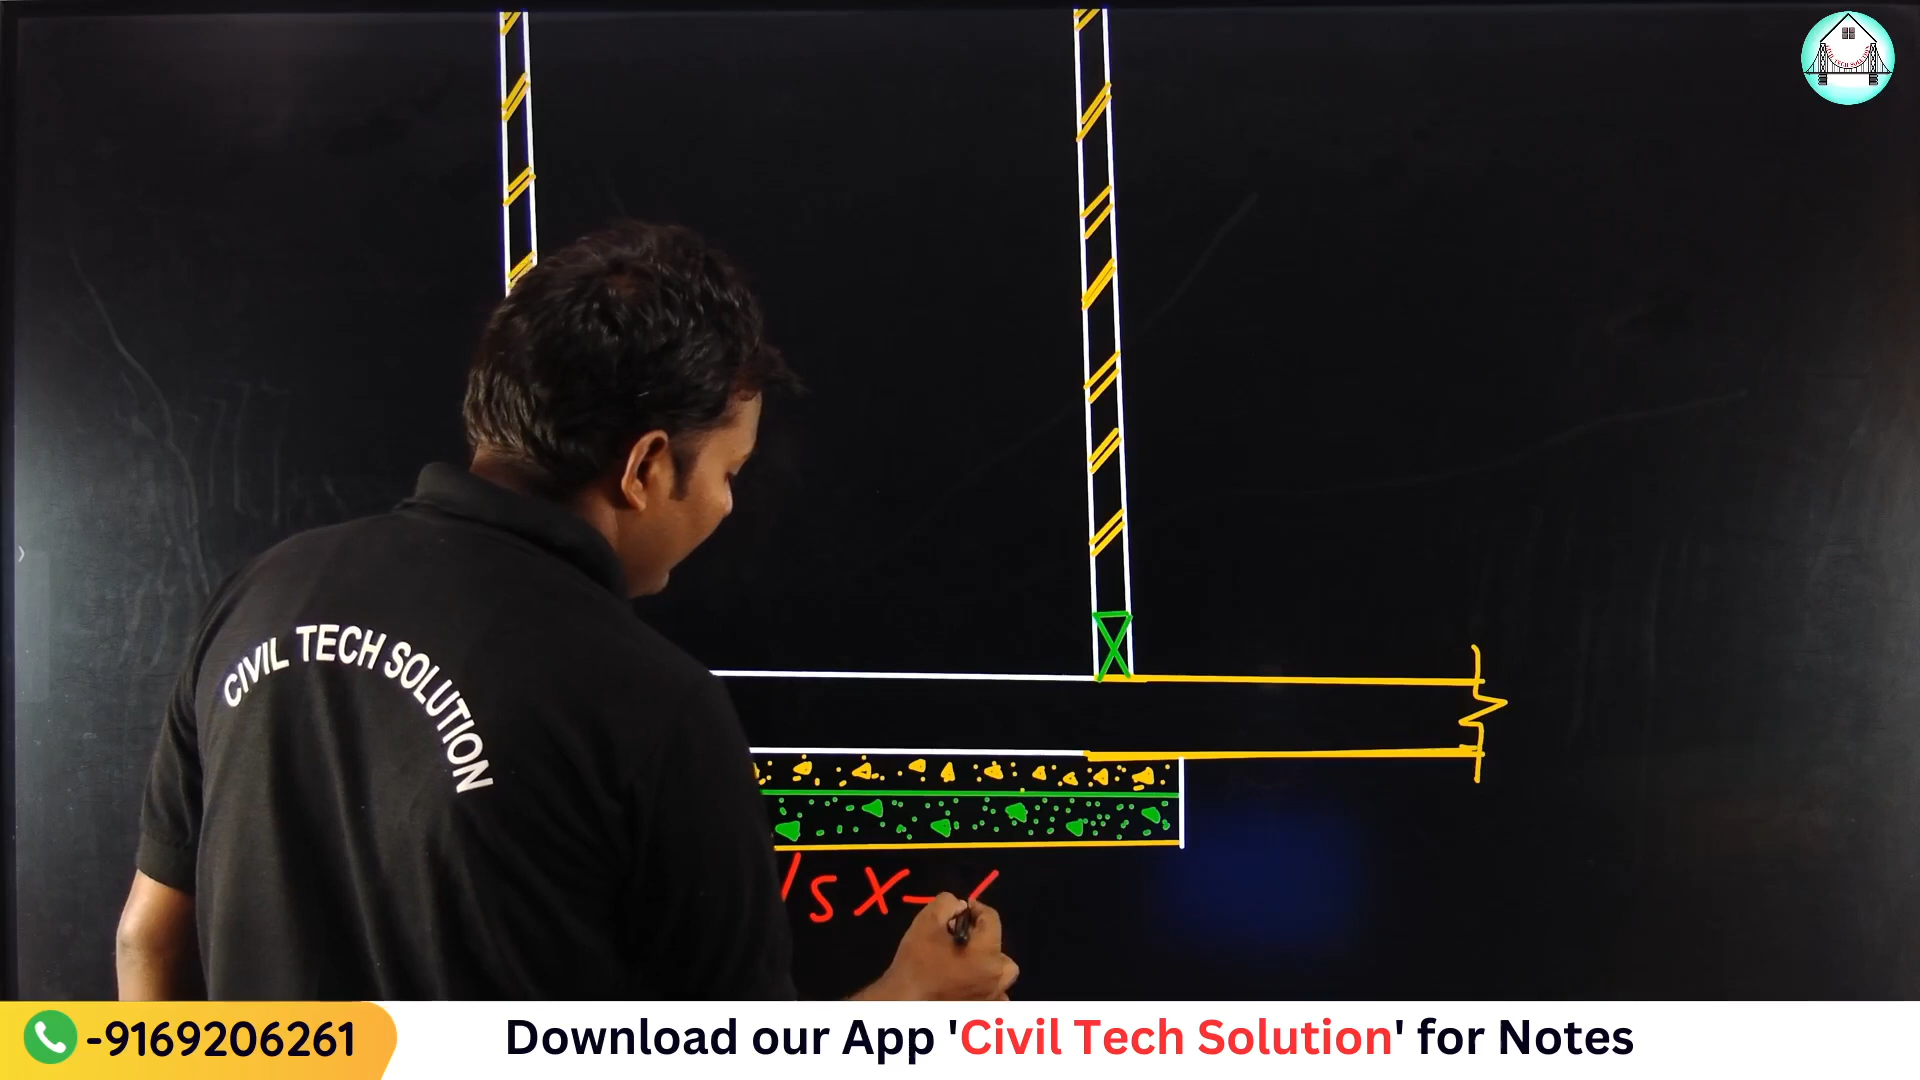 CIVIL TECH SOLUTION
/S X-
-9169206261
Download our App 'Civil Tech Solution' for Notes